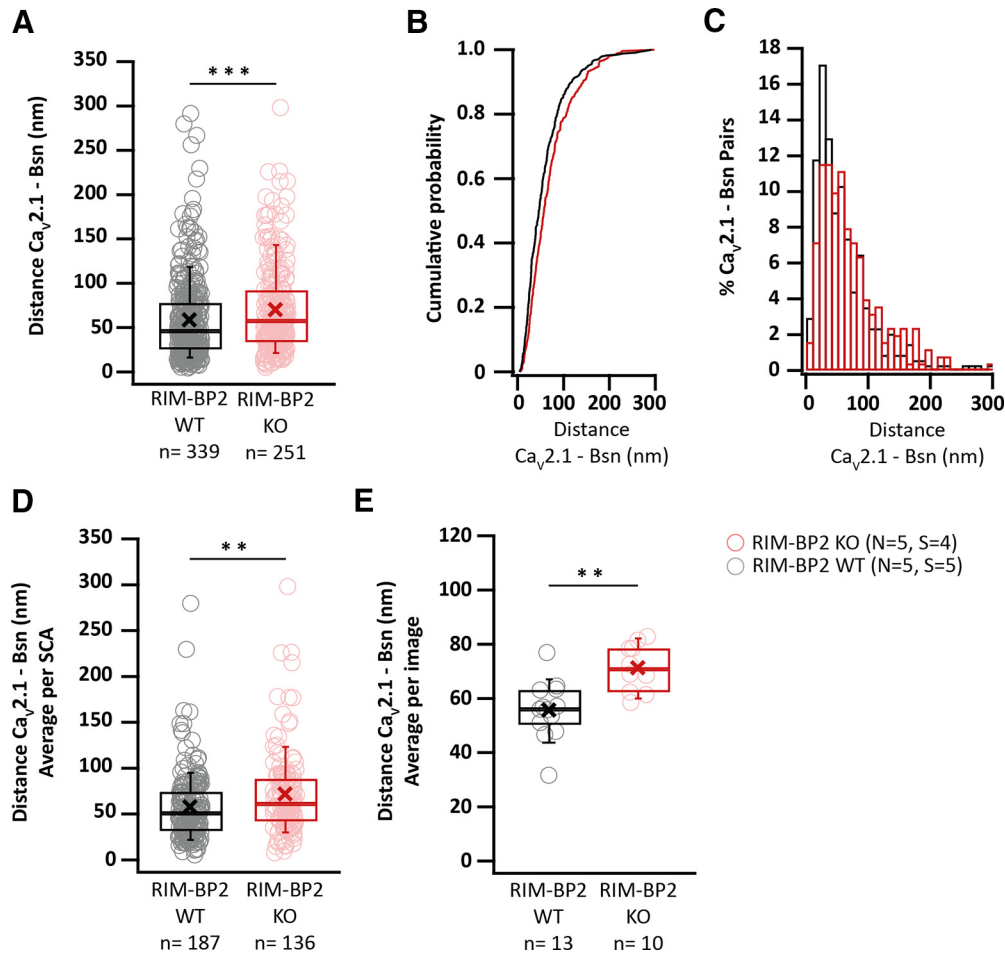 A
Distance CaV2.1 - Bsn (nm)
350
300
250
200
150
100
50
0
***
RIM-BP2
WT
n= 339
RIM-BP2
KO
n= 251
B
Cumulative probability
1.0
0.8
0.6
0.4
0.2
0
0 100 200 300
Distance
CaV2.1 - Bsn (nm)
C
% CaV2.1 - Bsn Pairs
18
16
14
12
10
8
6
4
2
0
0 100 200 300
Distance
CaV2.1 - Bsn (nm)
D
Distance CaV2.1 - Bsn (nm)
Average per SCA
350
300
250
200
150
100
50
0
**
RIM-BP2
WT
n= 187
RIM-BP2
KO
n= 136
E
Distance CaV2.1 - Bsn (nm)
Average per image
120
100
80
60
40
20
0
**
RIM-BP2
WT
n= 13
RIM-BP2
KO
n= 10
RIM-BP2 KO (N=5, S=4)
RIM-BP2 WT (N=5, S=5)